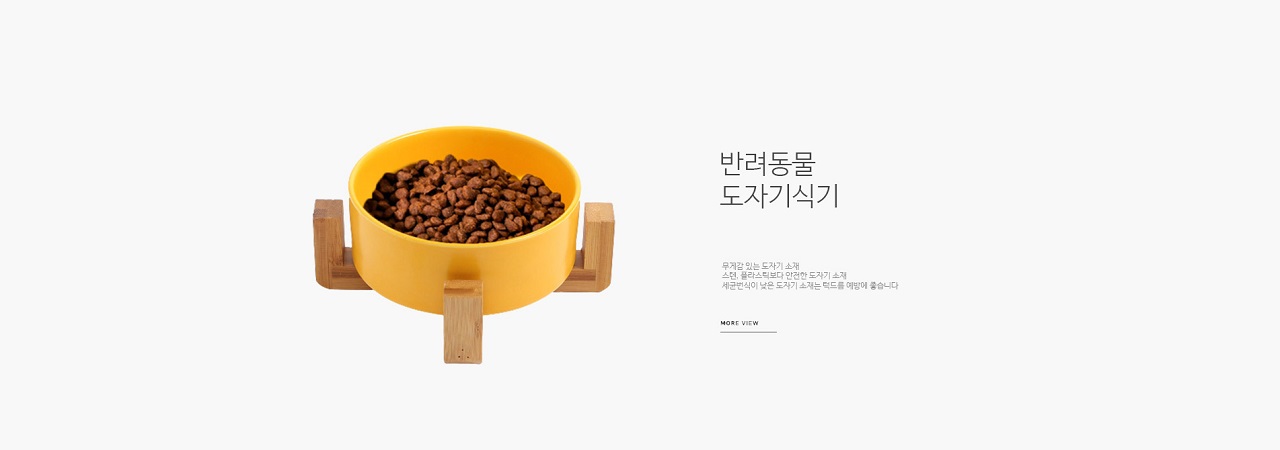 반려동물
도자기식기
무게감 있는 도자기 소재
스텐, 플라스틱보다 안전한 도자기 소재
세균번식이 낮은 도자기 소재는 턱드름 예방에 좋습니다
MORE VIEW